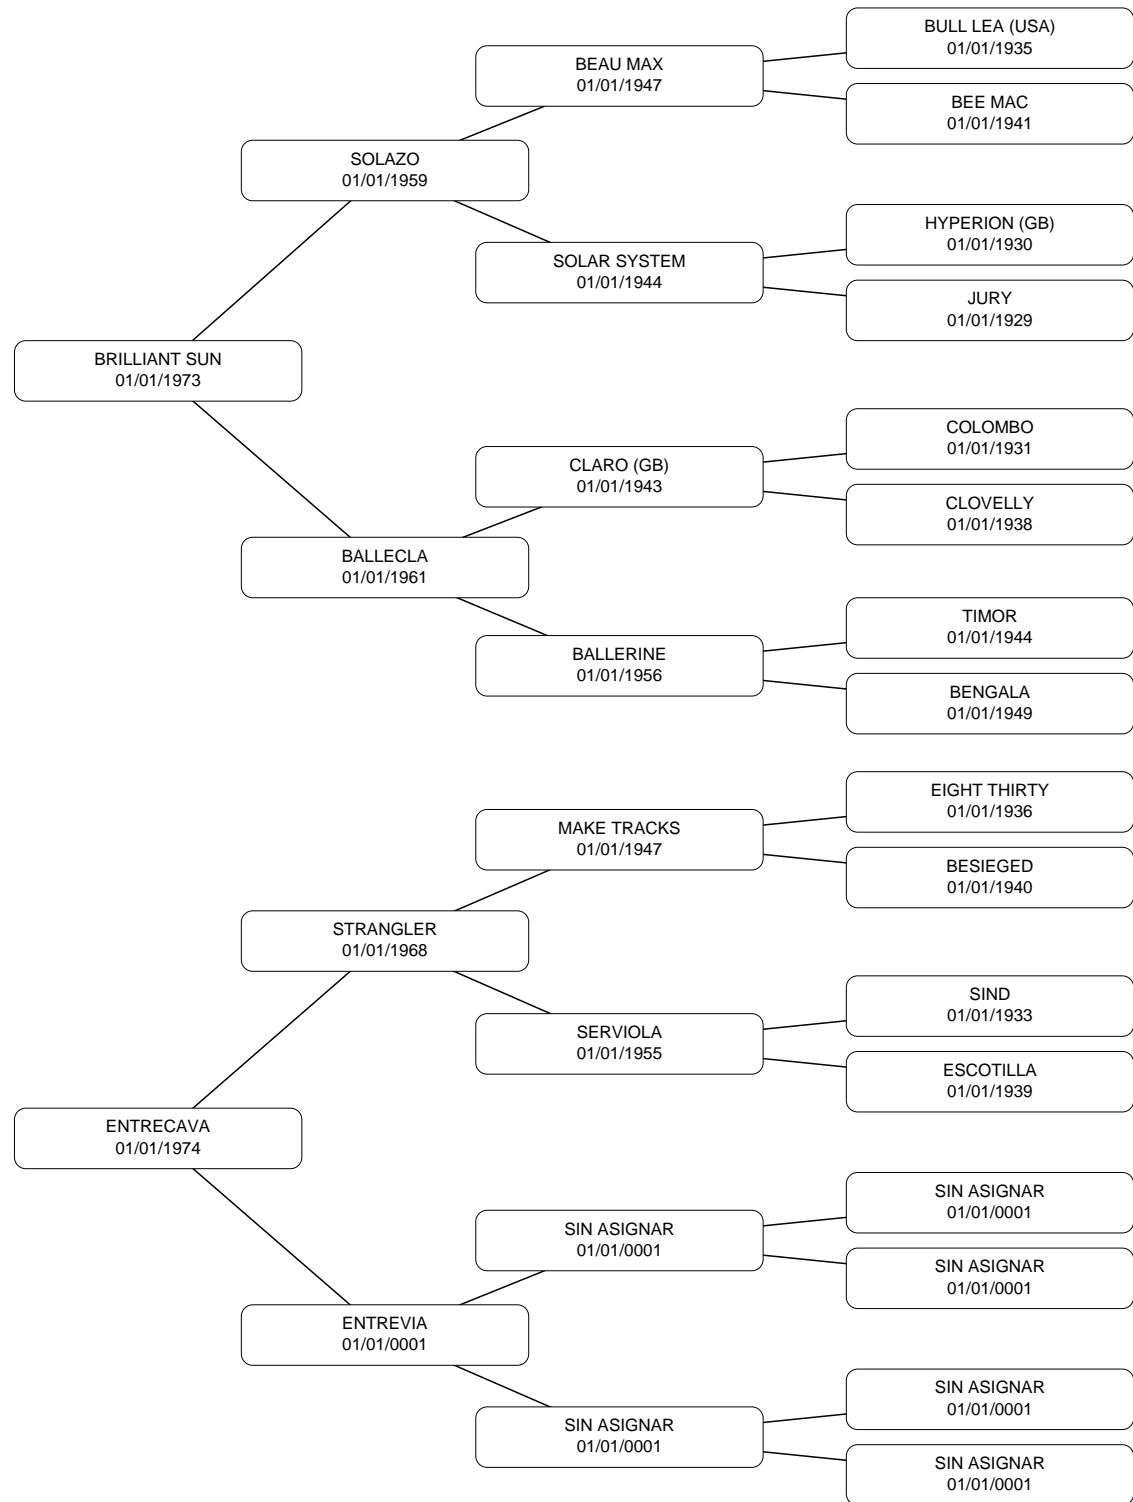 BULL LEA (USA)
01/01/1935
BEAU MAX
01/01/1947
BEE MAC
01/01/1941
SOLAZO
01/01/1959
HYPERION (GB)
01/01/1930
SOLAR SYSTEM
01/01/1944
JURY
01/01/1929
BRILLIANT SUN
01/01/1973
COLOMBO
01/01/1931
CLARO (GB)
01/01/1943
CLOVELLY
01/01/1938
BALLECLA
01/01/1961
TIMOR
01/01/1944
BALLERINE
01/01/1956
BENGALA
01/01/1949
EIGHT THIRTY
01/01/1936
MAKE TRACKS
01/01/1947
BESIEGED
01/01/1940
STRANGLER
01/01/1968
SIND
01/01/1933
SERVIOLA
01/01/1955
ESCOTILLA
01/01/1939
ENTRECAVA
01/01/1974
SIN ASIGNAR
01/01/0001
SIN ASIGNAR
01/01/0001
SIN ASIGNAR
01/01/0001
ENTREVIA
01/01/0001
SIN ASIGNAR
01/01/0001
SIN ASIGNAR
01/01/0001
SIN ASIGNAR
01/01/0001